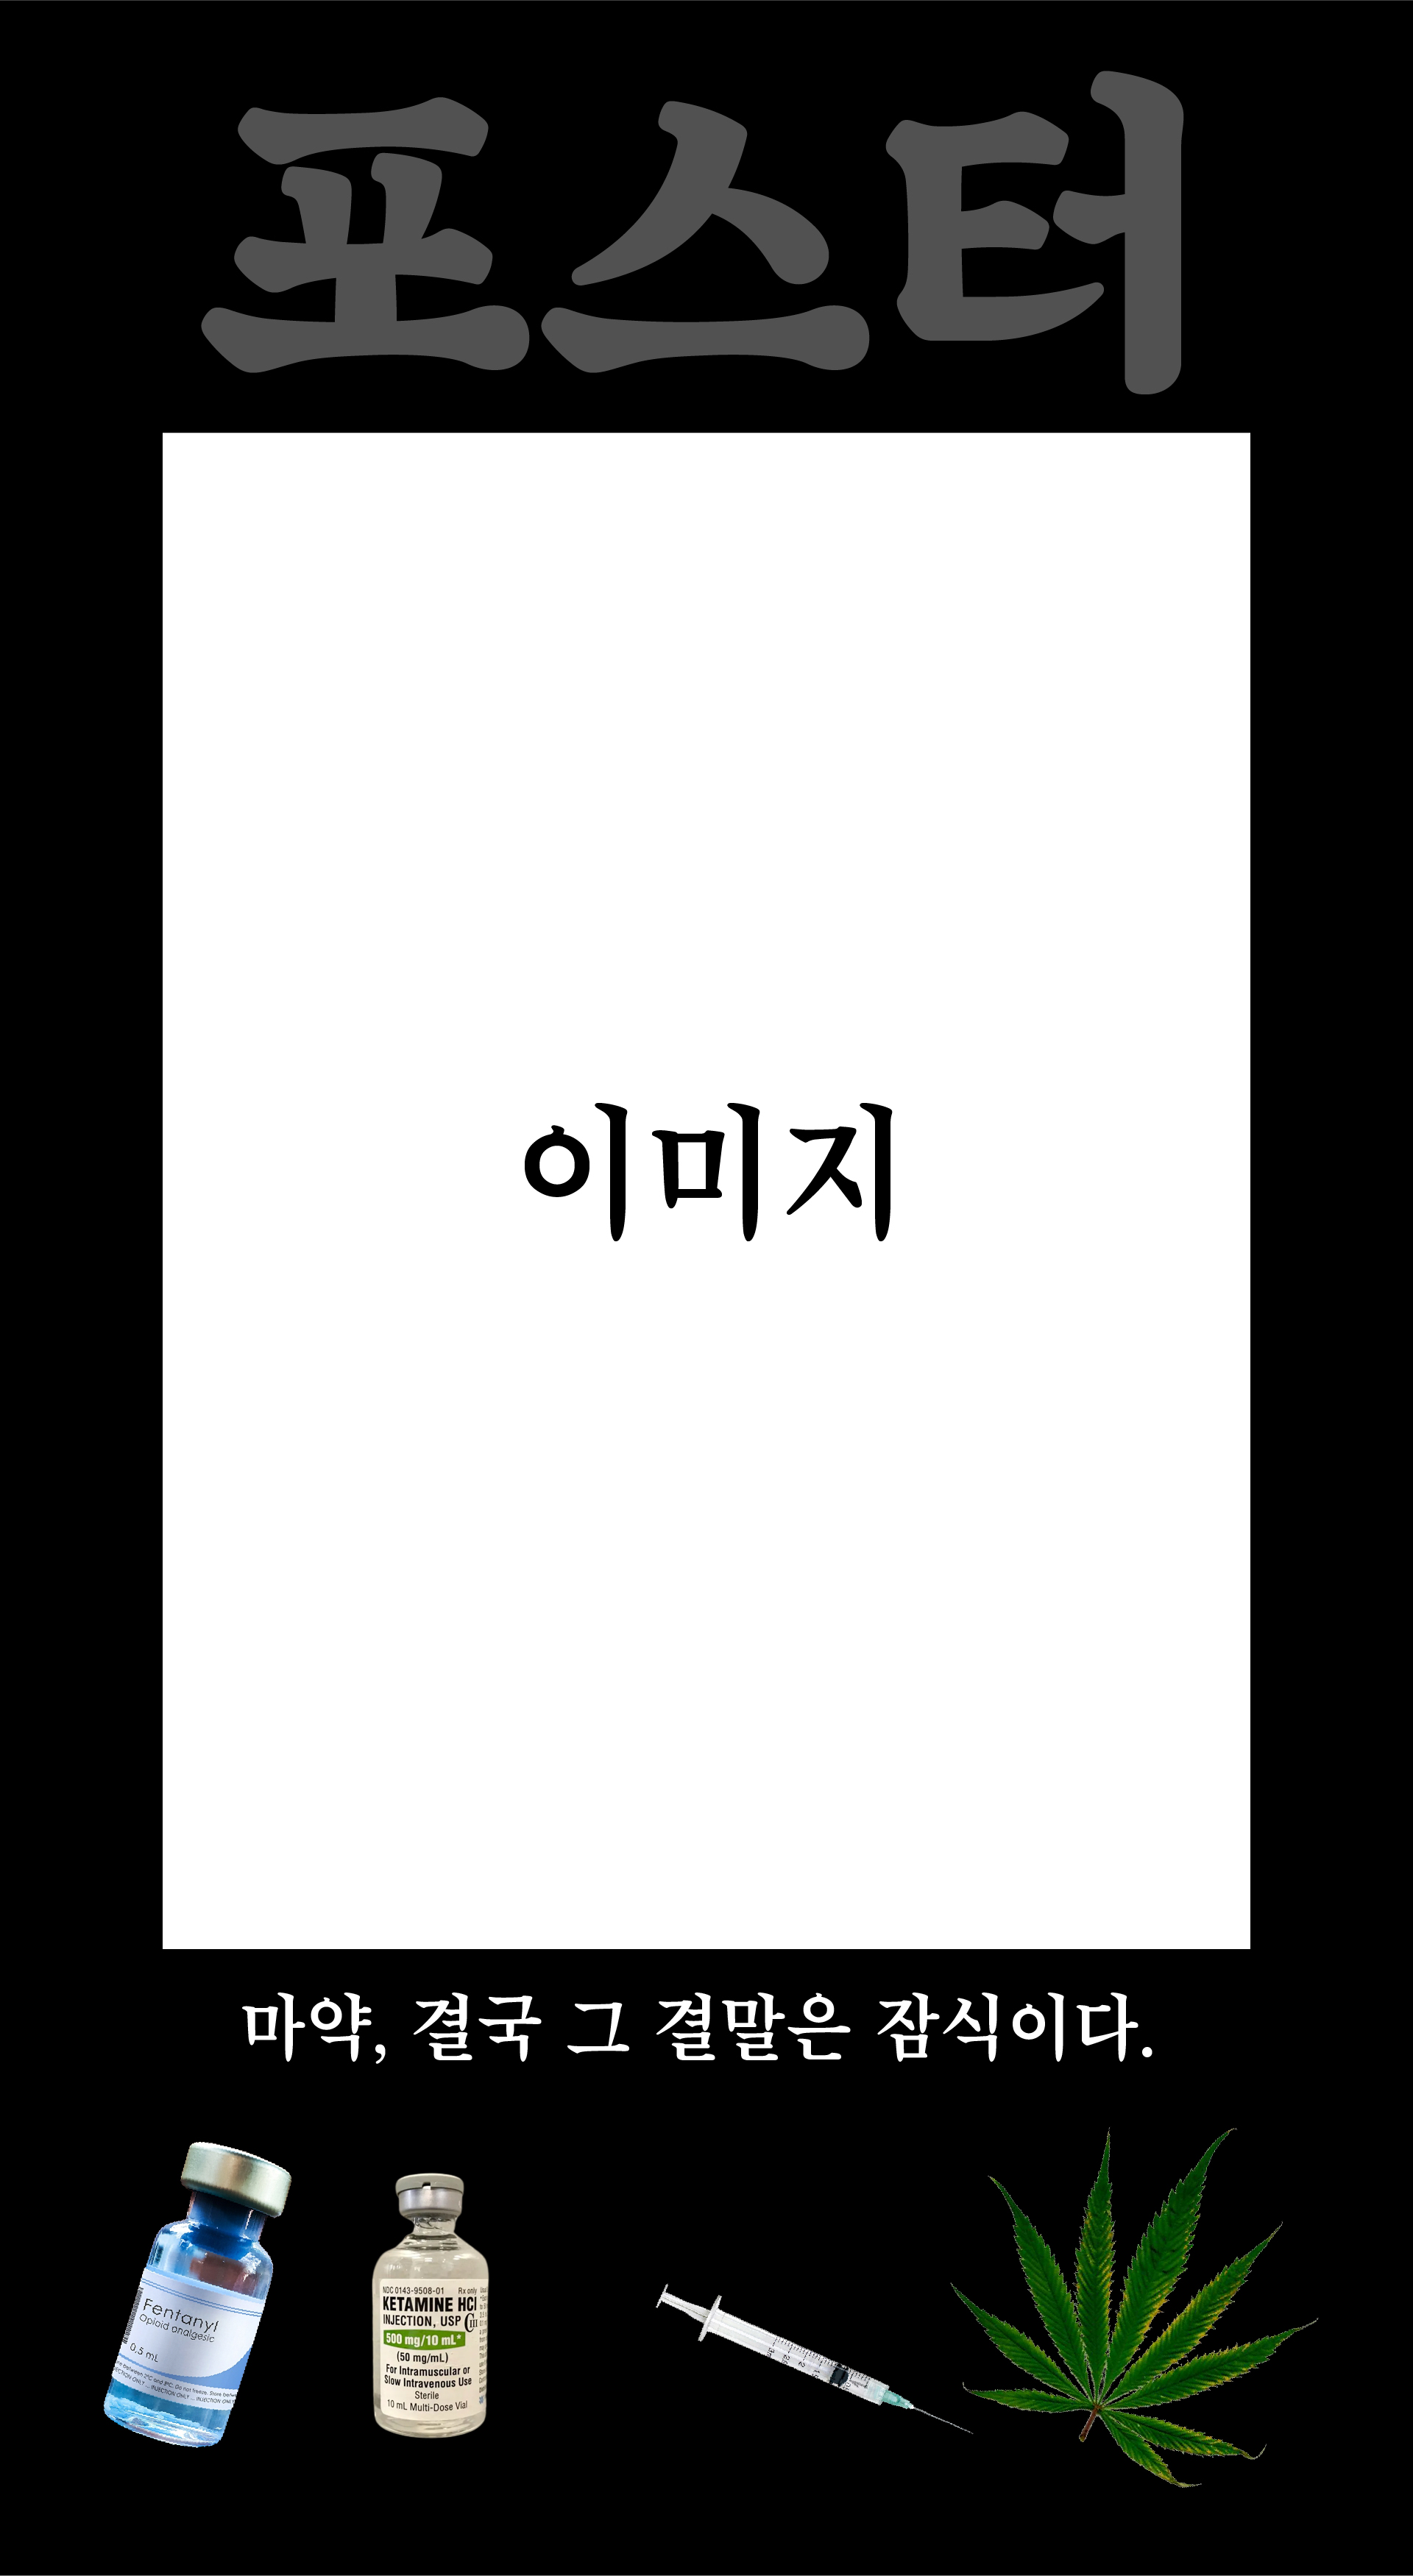 포스터
이미지
마약, 결국 그 결말은 잠식이다.
Fentanyl
Opioid analgesic
0.5 mL
NDC 0143-9508-01 Rx only
KETAMINE HCl
INJECTION, USP CIII
500 mg/10 mL*
(50 mg/mL)
For Intramuscular or
Slow Intravenous Use
Sterile
10 mL Multi-Dose Vial